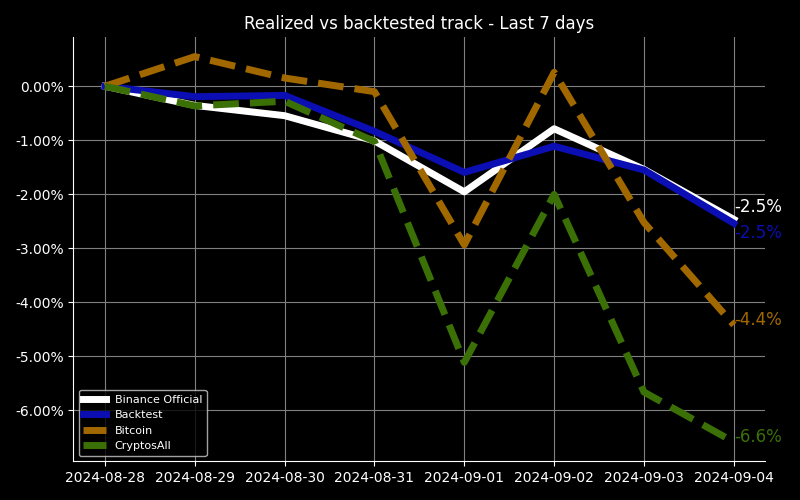 Realized vs backtested track - Last 7 days
0.00%
-1.00%
-2.00%
-3.00%
-4.00%
-5.00%
-6.00%
-2.5%
-2.5%
-4.4%
-6.6%
Binance Official
Backtest
Bitcoin
CryptosAll
2024-08-28 2024-08-29 2024-08-30 2024-08-31 2024-09-01 2024-09-02 2024-09-03 2024-09-04